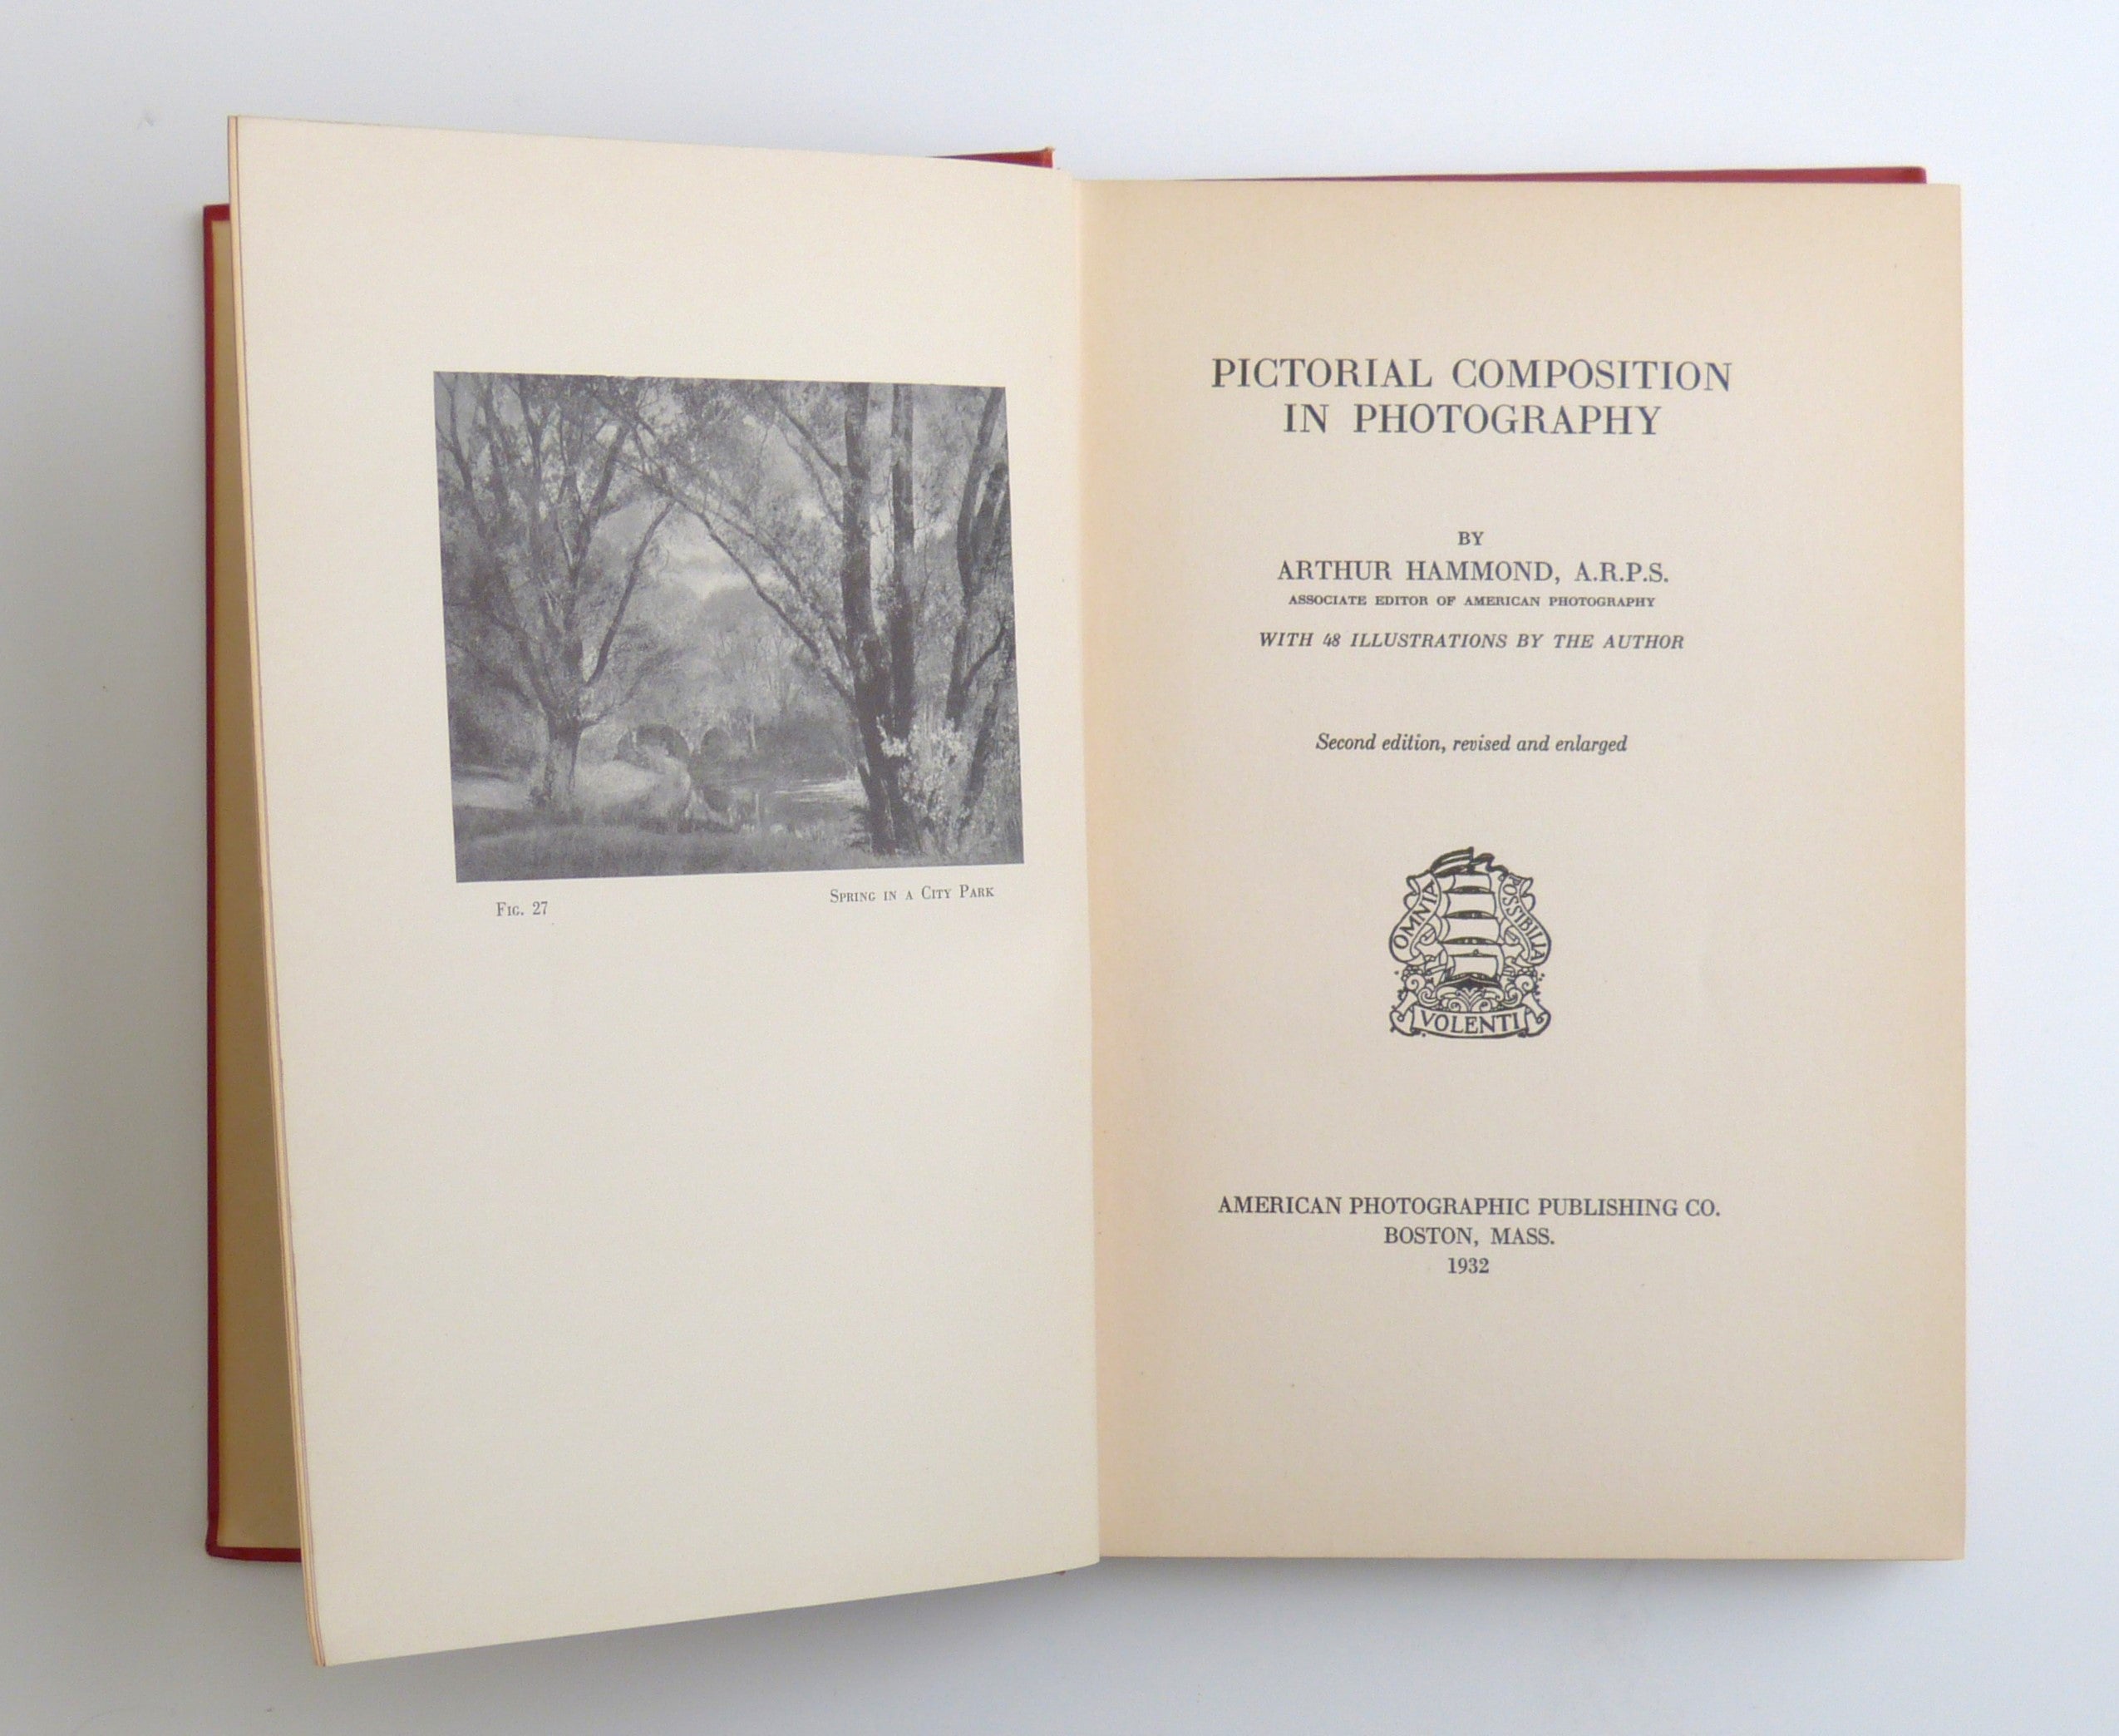 FIG. 27
SPRING IN A CITY PARK
PICTORIAL COMPOSITION
IN PHOTOGRAPHY
BY
ARTHUR HAMMOND, A.R.P.S.
ASSOCIATE EDITOR OF AMERICAN PHOTOGRAPHY
WITH 48 ILLUSTRATIONS BY THE AUTHOR
Second edition, revised and enlarged
OMNIA
POSSIBILIA
VOLENTI
AMERICAN PHOTOGRAPHIC PUBLISHING CO.
BOSTON, MASS.
1932